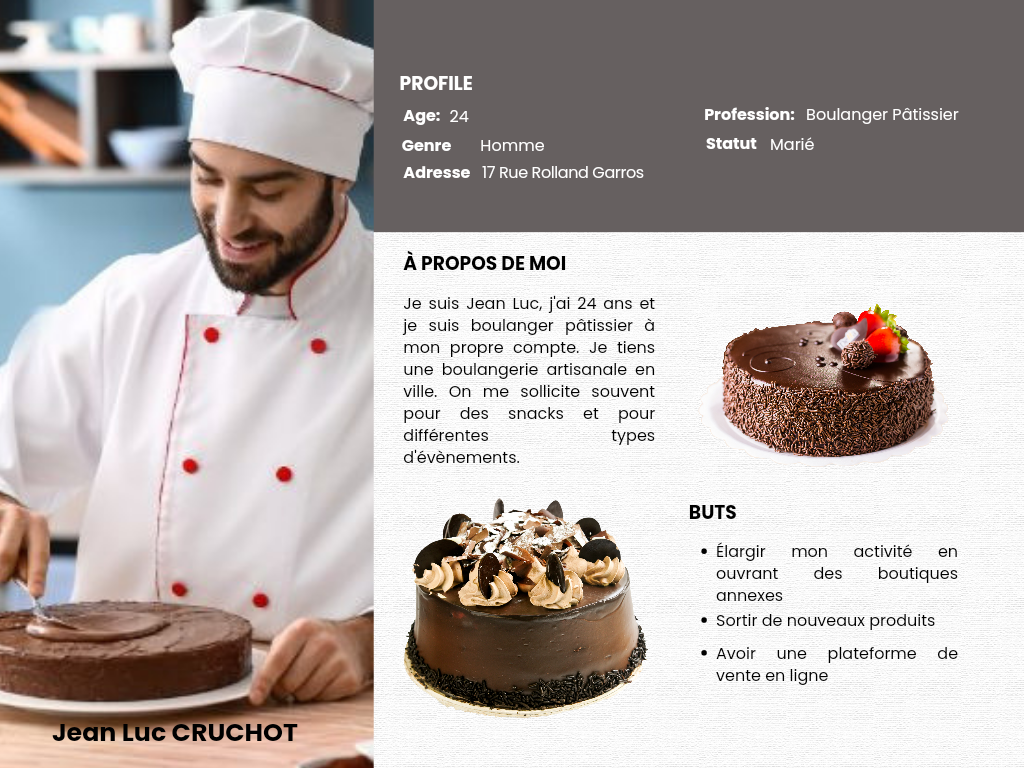 PROFILE
Age: 24
Genre Homme
Adresse 17 Rue Rolland Garros
Profession: Boulanger Pâtissier
Statut Marié
À PROPOS DE MOI
Je suis Jean Luc, j'ai 24 ans et
je suis boulanger pâtissier à
mon propre compte. Je tiens
une boulangerie artisanale en
ville. On me sollicite souvent
pour des snacks et pour
différentes types
d'évènements.
BUTS
• Élargir mon activité en
ouvrant des boutiques
annexes
• Sortir de nouveaux produits
• Avoir une plateforme de
vente en ligne
Jean Luc CRUCHOT